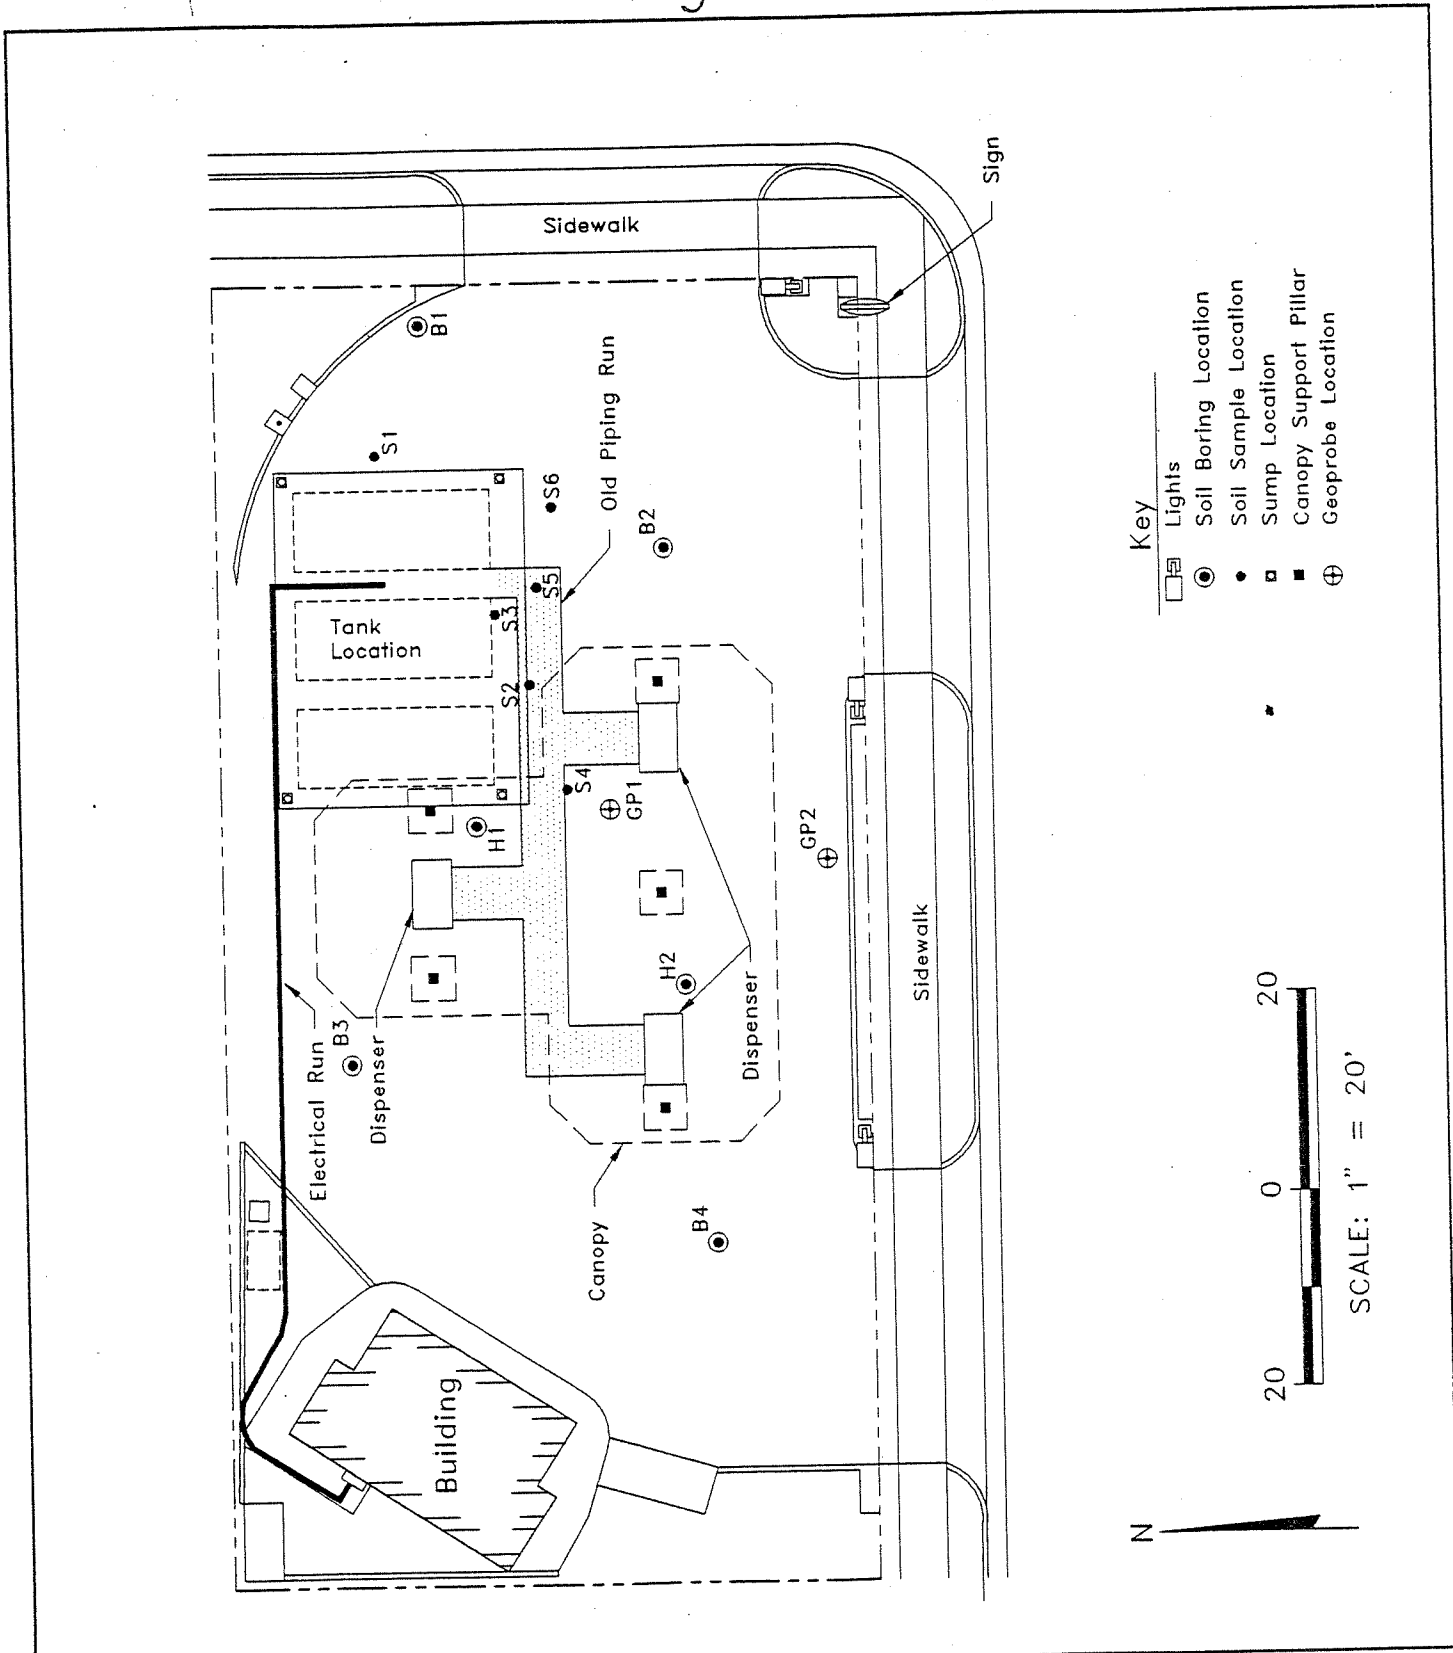 Sidewalk
Sign
B1
S1
Old Piping Run
S6
B2
S5
S3
Tank
Location
S2
S4
GP1
H1
GP2
H2
Sidewalk
Dispenser
B3
Dispenser
Electrical Run
Canopy
B4
Building
Key
Lights
Soil Boring Location
Soil Sample Location
Sump Location
Canopy Support Pillar
Geoprobe Location
20
0
20
SCALE: 1" = 20'
N